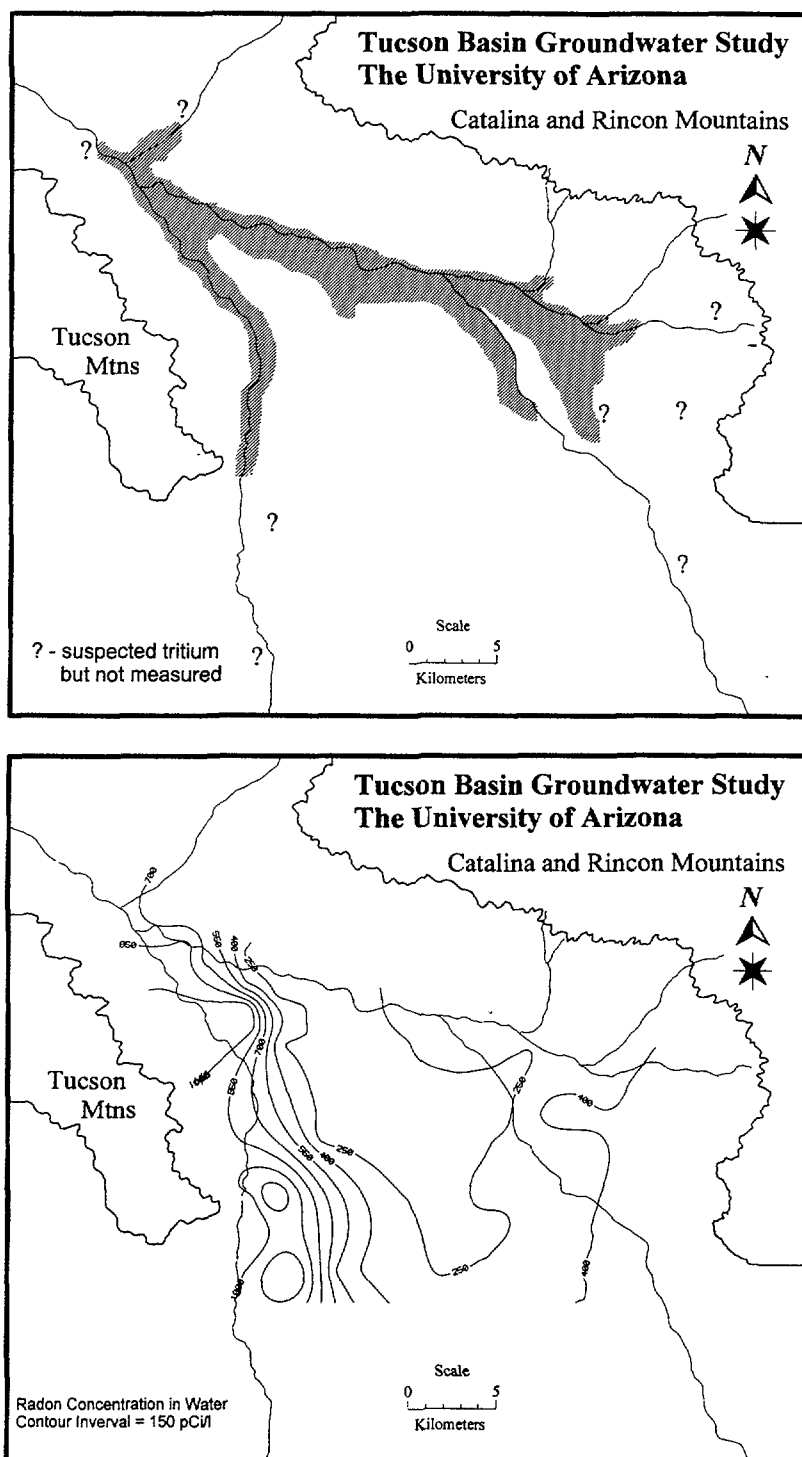 Tucson Basin Groundwater Study
The University of Arizona
Catalina and Rincon Mountains
N
?
?
?
?
?
?
?
?
Tucson
Mtns
? - suspected tritium
but not measured
Scale
0 5
Kilometers
Tucson Basin Groundwater Study
The University of Arizona
Catalina and Rincon Mountains
N
700
850
550
400
250
700
850
550
400
250
250
250
400
400
1000
Tucson
Mtns
Radon Concentration in Water
Contour Inverval = 150 pCi/l
Scale
0 5
Kilometers